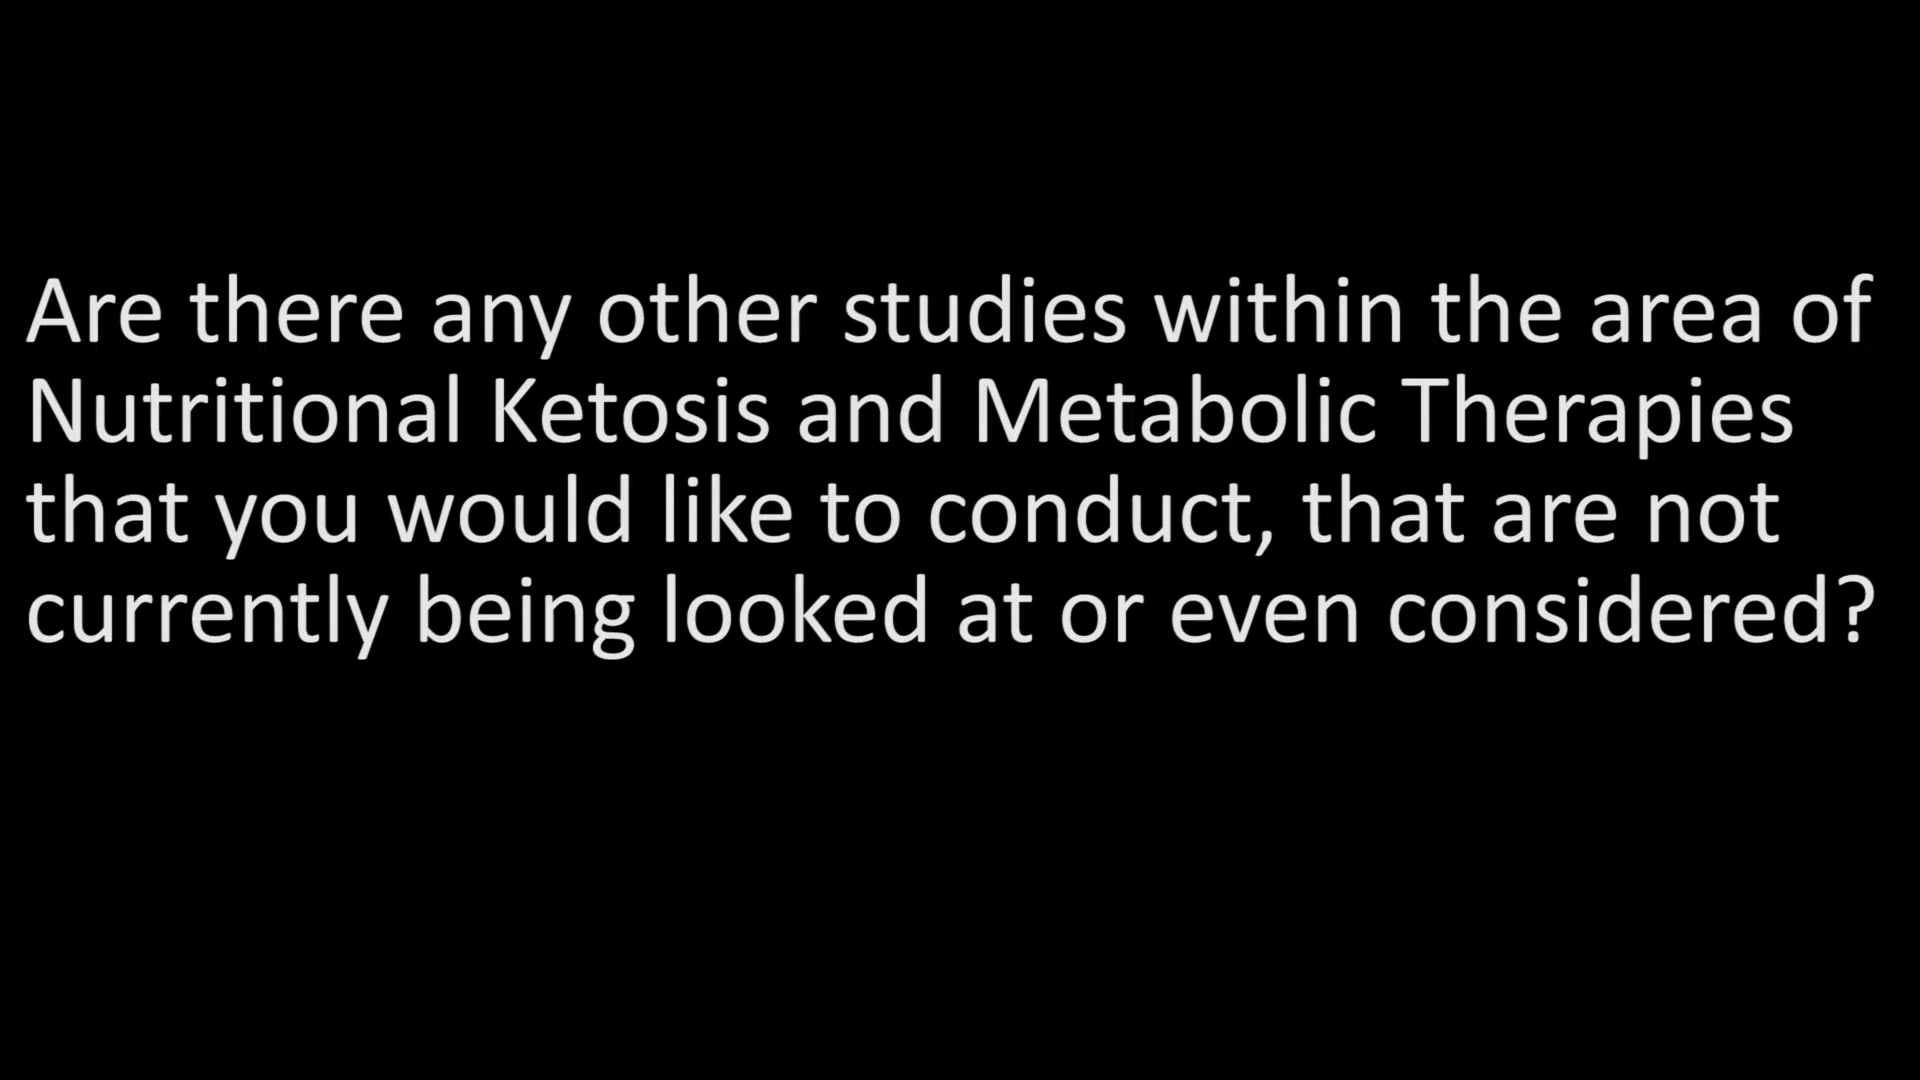 Are there any other studies within the area of
Nutritional Ketosis and Metabolic Therapies
that you would like to conduct, that are not
currently being looked at or even considered?